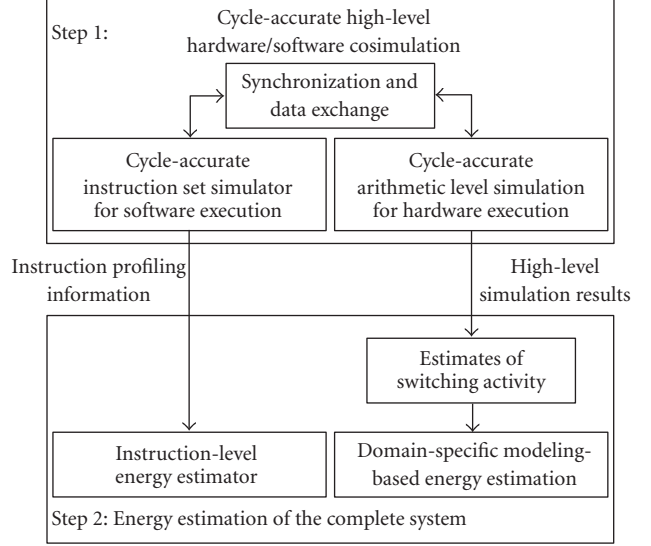 Step 1:
Cycle-accurate high-level
hardware/software cosimulation
Synchronization and
data exchange
Cycle-accurate
instruction set simulator
for software execution
Cycle-accurate
arithmetic level simulation
for hardware execution
Instruction profiling
information
High-level
simulation results
Estimates of
switching activity
Instruction-level
energy estimator
Domain-specific modeling-
based energy estimation
Step 2: Energy estimation of the complete system